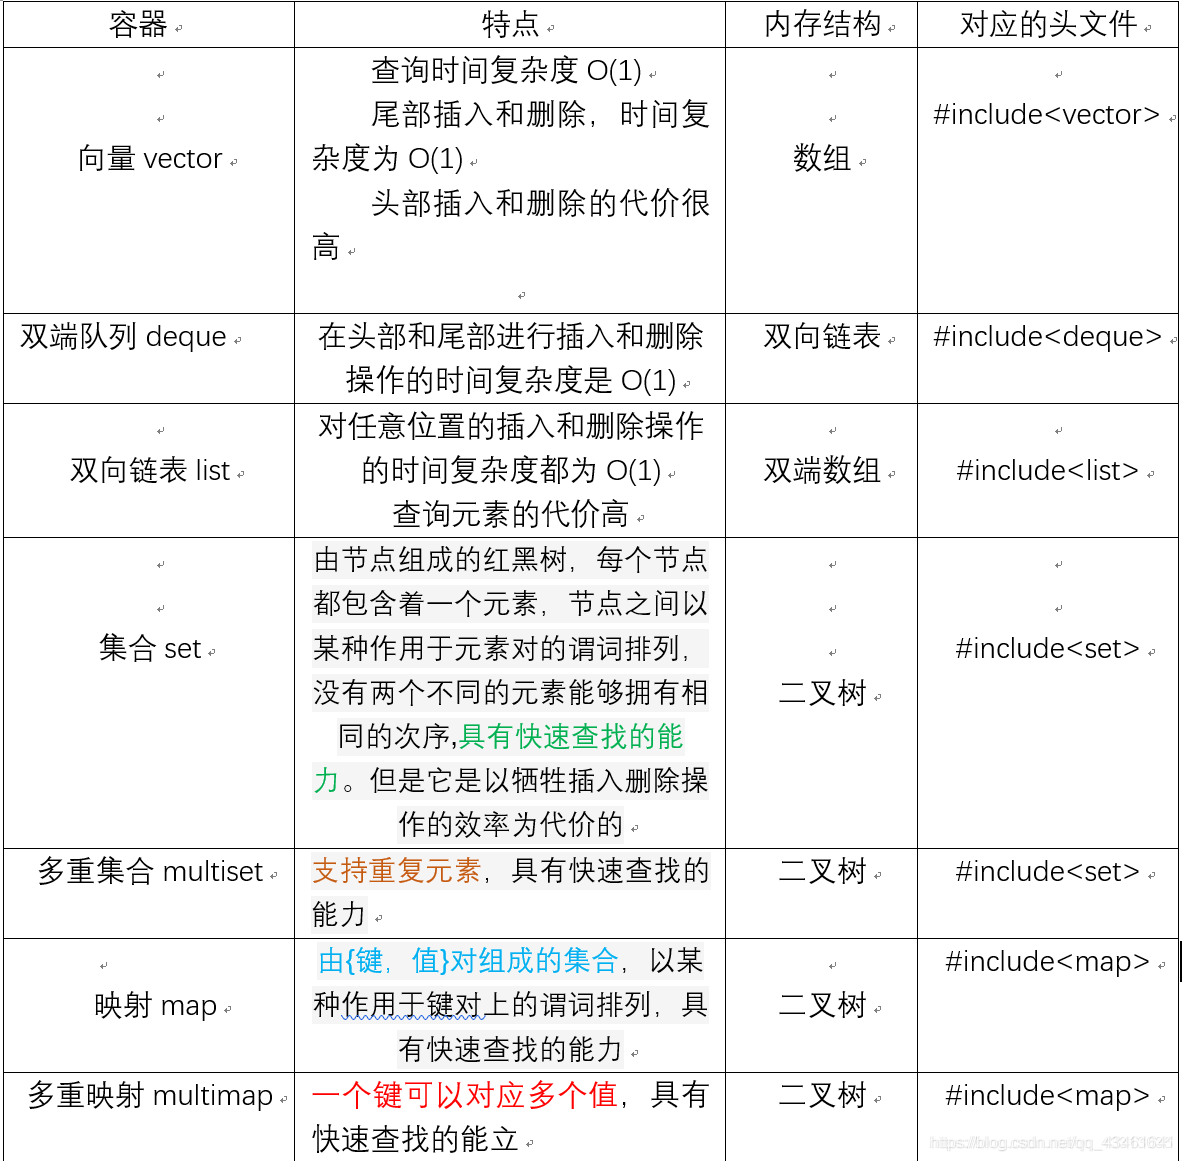 容器 特点 内存结构 对应的头文件
向量 vector
查询时间复杂度 O(1)
尾部插入和删除，时间复
杂度为 O(1)
头部插入和删除的代价很
高
数组
#include<vector>
双端队列 deque
在头部和尾部进行插入和删除
操作的时间复杂度是 O(1)
双向链表
#include<deque>
双向链表 list
对任意位置的插入和删除操作
的时间复杂度都为 O(1)
查询元素的代价高
双端数组
#include<list>
集合 set
由节点组成的红黑树，每个节点
都包含着一个元素，节点之间以
某种作用于元素对的谓词排列，
没有两个不同的元素能够拥有相
同的次序,具有快速查找的能
力。但是它是以牺牲插入删除操
作的效率为代价的
二叉树
#include<set>
多重集合 multiset
支持重复元素，具有快速查找的
能力
二叉树
#include<set>
映射 map
由{键，值}对组成的集合，以某
种作用于键对上的谓词排列，具
有快速查找的能力
二叉树
#include<map>
多重映射 multimap
一个键可以对应多个值，具有
快速查找的能立
二叉树
#include<map>